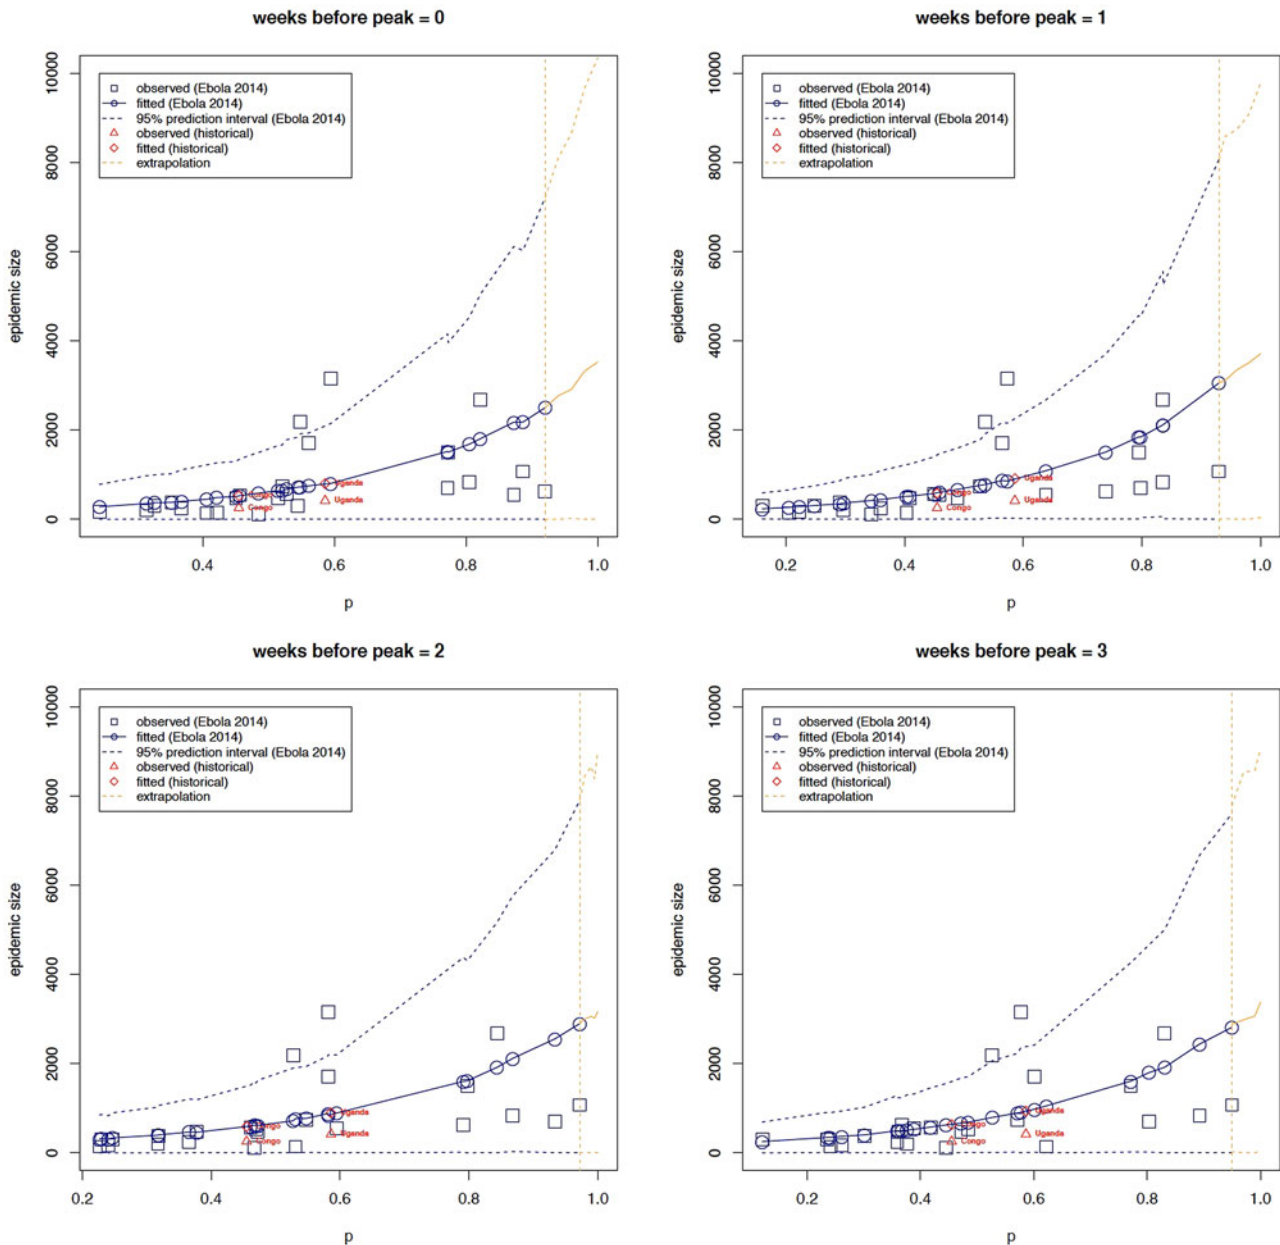 weeks before peak = 0
10000
8000
6000
4000
2000
0
epidemic size
observed (Ebola 2014)
fitted (Ebola 2014)
95% prediction interval (Ebola 2014)
observed (historical)
fitted (historical)
extrapolation
Congo
Uganda
Congo
Uganda
0.4
0.6
0.8
1.0
p
weeks before peak = 1
10000
8000
6000
4000
2000
0
epidemic size
observed (Ebola 2014)
fitted (Ebola 2014)
95% prediction interval (Ebola 2014)
observed (historical)
fitted (historical)
extrapolation
Congo
Uganda
Congo
Uganda
0.2
0.4
0.6
0.8
1.0
p
weeks before peak = 2
10000
8000
6000
4000
2000
0
epidemic size
observed (Ebola 2014)
fitted (Ebola 2014)
95% prediction interval (Ebola 2014)
observed (historical)
fitted (historical)
extrapolation
Congo
Uganda
Congo
Uganda
0.2
0.4
0.6
0.8
1.0
p
weeks before peak = 3
10000
8000
6000
4000
2000
0
epidemic size
observed (Ebola 2014)
fitted (Ebola 2014)
95% prediction interval (Ebola 2014)
observed (historical)
fitted (historical)
extrapolation
Congo
Uganda
Congo
Uganda
0.2
0.4
0.6
0.8
1.0
p